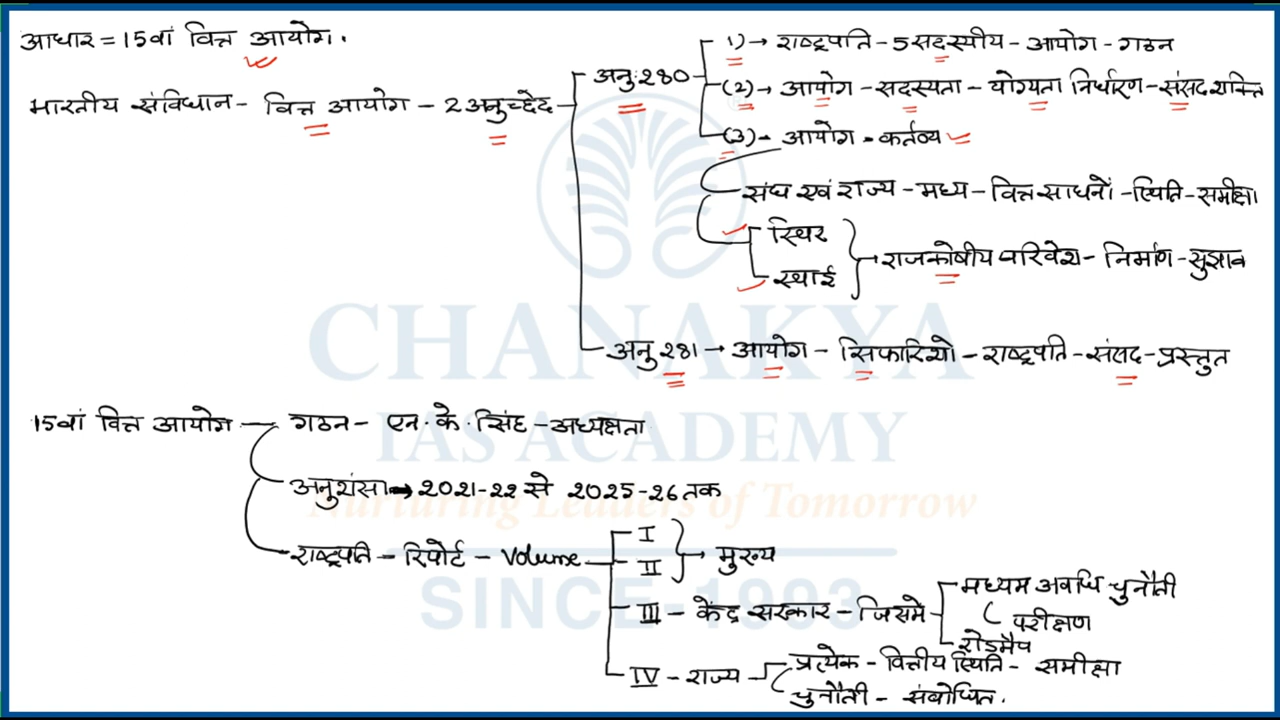 आधार = 15वां वित्त आयोग.
भारतीय संविधान - वित्त आयोग - 2 अनुच्छेद
अनु. 280
1) → राष्ट्रपति - 5 सदस्यीय - आयोग - गठन
(2) → आयोग - सदस्यता - योग्यता निर्धारण - संसद शक्ति
(3) - आयोग - कर्तव्य
संघ एवं राज्य - मध्य - वित्त साधनों - स्थिति - समीक्षा
स्थिर
स्थाई
→ राजकोषीय परिवेश - निर्माण - सुझाव
अनु 281 → आयोग - सिफारिशो - राष्ट्रपति - संसद - प्रस्तुत
15वां वित्त आयोग
गठन - एन. के. सिंह - अध्यक्षता
अनुशंसा → 2021-22 से 2025-26 तक
राष्ट्रपति - रिपोर्ट - Volume
I
II
→ मुख्य
III - केंद्र सरकार - जिसमे
मध्यम अवधि चुनौती
परीक्षण
रोडमैप
IV - राज्य
प्रत्येक - वित्तीय स्थिति - समीक्षा
चुनौती - संबोधित.
CHANAKYA
IAS ACADEMY
Nurturing Leaders of Tomorrow
SINCE-1993